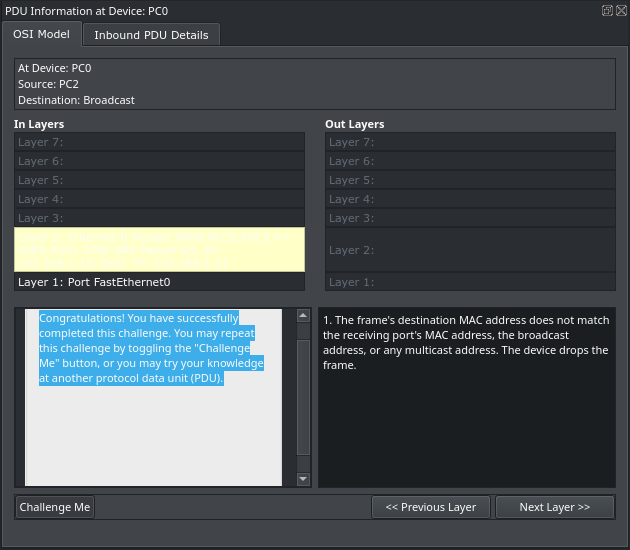 PDU Information at Device: PC0
OSI Model
Inbound PDU Details
At Device: PC0
Source: PC2
Destination: Broadcast
In Layers
Out Layers
Layer 7:
Layer 7:
Layer 6:
Layer 6:
Layer 5:
Layer 5:
Layer 4:
Layer 4:
Layer 3:
Layer 3:
Layer 2:
Layer 1: Port FastEthernet0
Layer 1:
Congratulations! You have successfully
completed this challenge. You may repeat
this challenge by toggling the "Challenge
Me" button, or you may try your knowledge
at another protocol data unit (PDU).
1. The frame's destination MAC address does not match
the receiving port's MAC address, the broadcast
address, or any multicast address. The device drops the
frame.
Challenge Me
<< Previous Layer
Next Layer >>